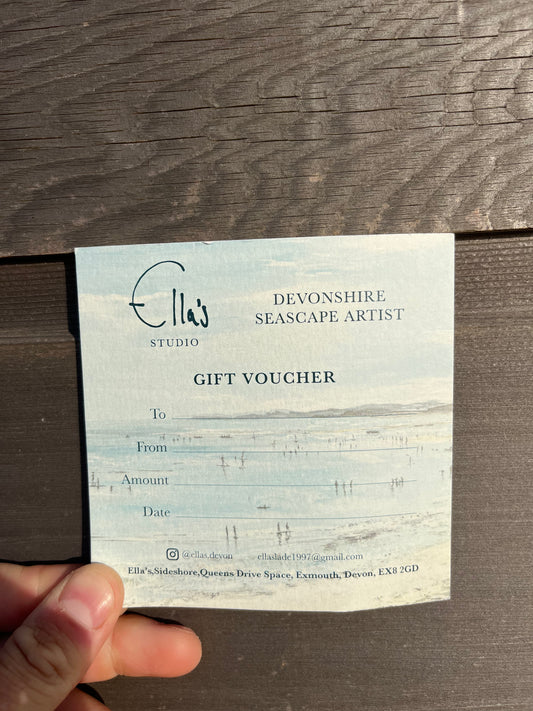 Ella's
STUDIO
DEVONSHIRE
SEASCAPE ARTIST
GIFT VOUCHER
To
From
Amount
Date
@ellas.devon ellaslade1997@gmail.com
Ella's,Sideshore,Queens Drive Space, Exmouth, Devon, EX8 2GD